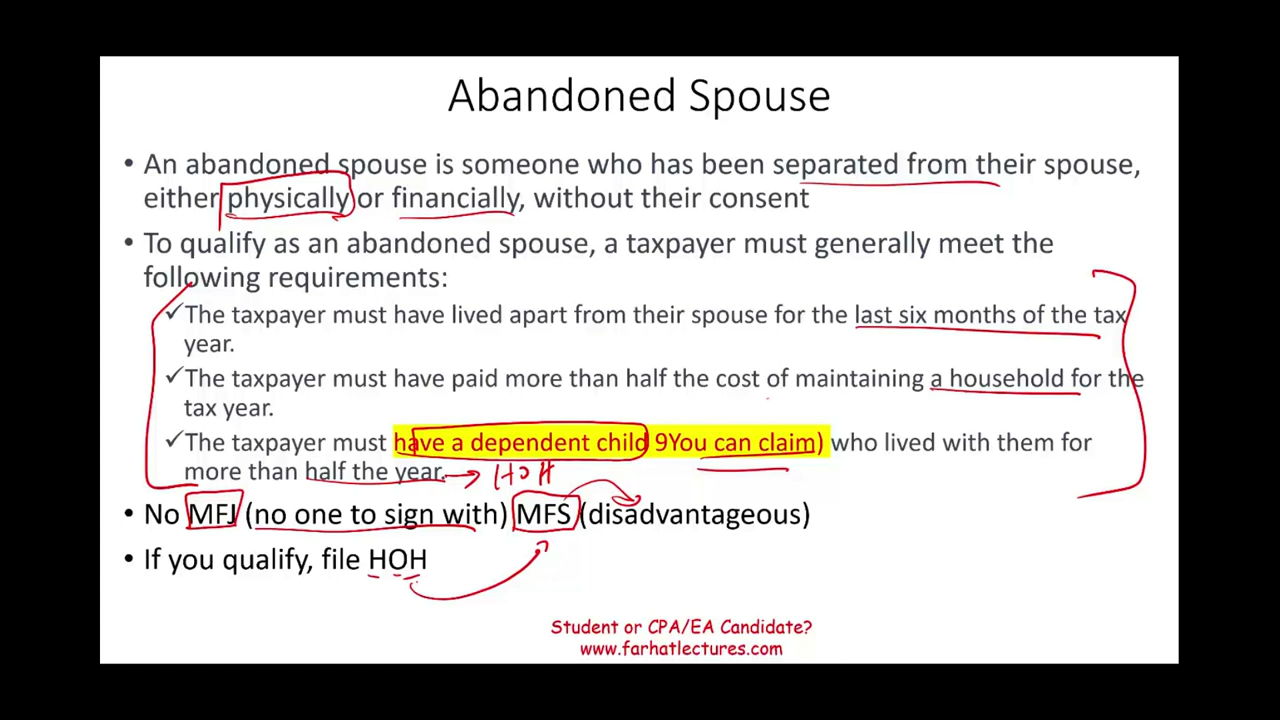 Abandoned Spouse
• An abandoned spouse is someone who has been separated from their spouse,
either physically or financially, without their consent
• To qualify as an abandoned spouse, a taxpayer must generally meet the
following requirements:
✓The taxpayer must have lived apart from their spouse for the last six months of the tax
year.
✓The taxpayer must have paid more than half the cost of maintaining a household for the
tax year.
✓The taxpayer must have a dependent child 9You can claim) who lived with them for
more than half the year. → HOH
• No MFJ (no one to sign with) MFS (disadvantageous)
• If you qualify, file HOH
Student or CPA/EA Candidate?
www.farhatlectures.com